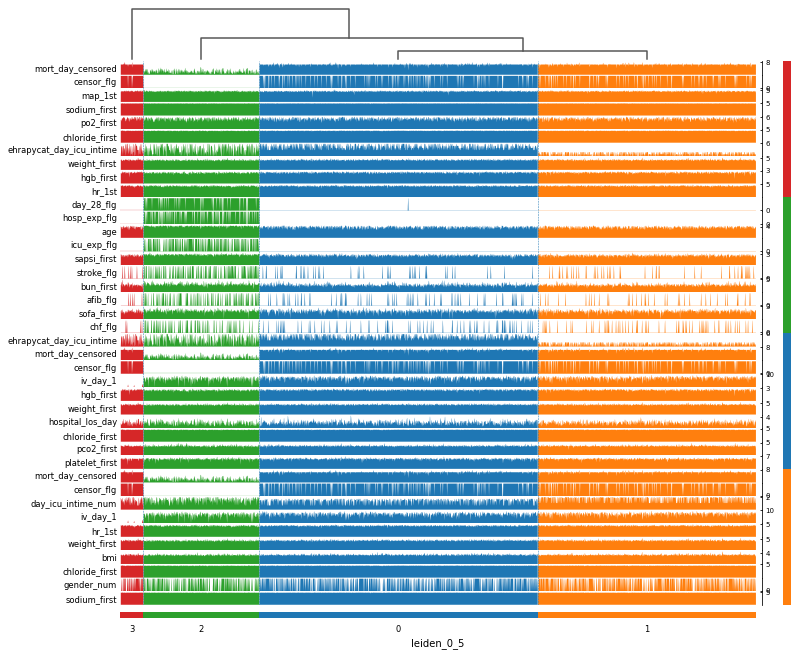 mort_day_censored
censor_flg
map_1st
sodium_first
po2_first
chloride_first
ehrapycat_day_icu_intime
weight_first
hgb_first
hr_1st
day_28_flg
hosp_exp_flg
age
icu_exp_flg
sapsi_first
stroke_flg
bun_first
afib_flg
sofa_first
chf_flg
ehrapycat_day_icu_intime
mort_day_censored
censor_flg
iv_day_1
hgb_first
weight_first
hospital_los_day
chloride_first
pco2_first
platelet_first
mort_day_censored
censor_flg
day_icu_intime_num
iv_day_1
hr_1st
weight_first
bmi
chloride_first
gender_num
sodium_first
3 2 0 1
leiden_0_5